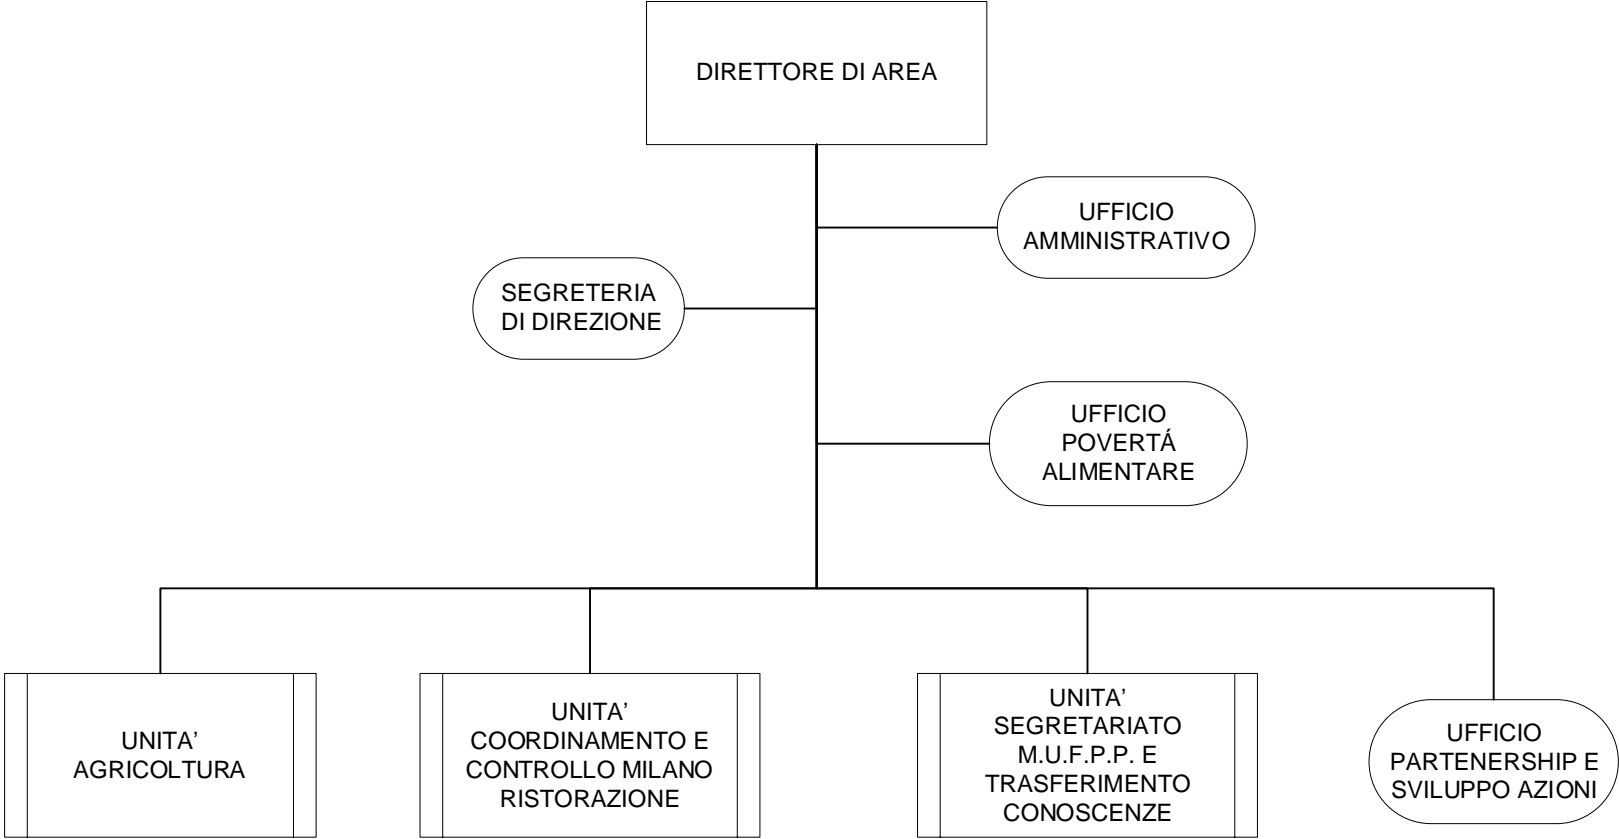 DIRETTORE DI AREA
UFFICIO
AMMINISTRATIVO
SEGRETERIA
DI DIREZIONE
UFFICIO
POVERTÁ
ALIMENTARE
UNITA'
AGRICOLTURA
UNITA'
COORDINAMENTO E
CONTROLLO MILANO
RISTORAZIONE
UNITA'
SEGRETARIATO
M.U.F.P.P. E
TRASFERIMENTO
CONOSCENZE
UFFICIO
PARTENERSHIP E
SVILUPPO AZIONI